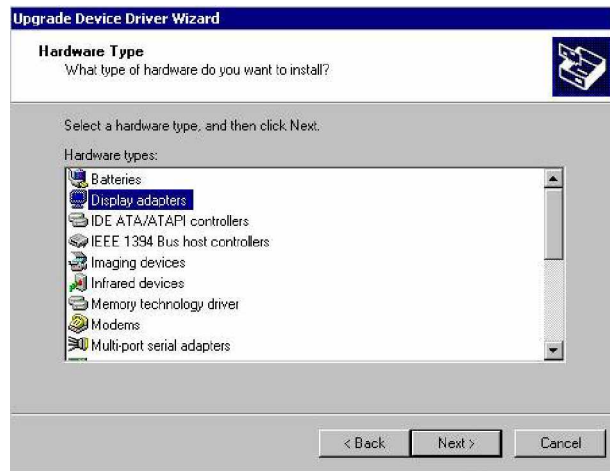 Upgrade Device Driver Wizard
Hardware Type
What type of hardware do you want to install?
Select a hardware type, and then click Next.
Hardware types:
Batteries
Display adapters
IDE ATA/ATAPI controllers
IEEE 1394 Bus host controllers
Imaging devices
Infrared devices
Memory technology driver
Modems
Multi-port serial adapters
< Back Next > Cancel